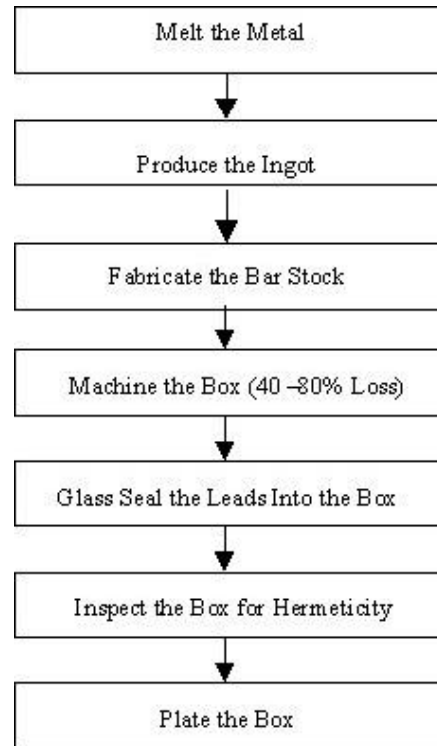 Melt the Metal
Produce the Ingot
Fabricate the Bar Stock
Machine the Box (40 –80% Loss)
Glass Seal the Leads Into the Box
Inspect the Box for Hermeticity
Plate the Box